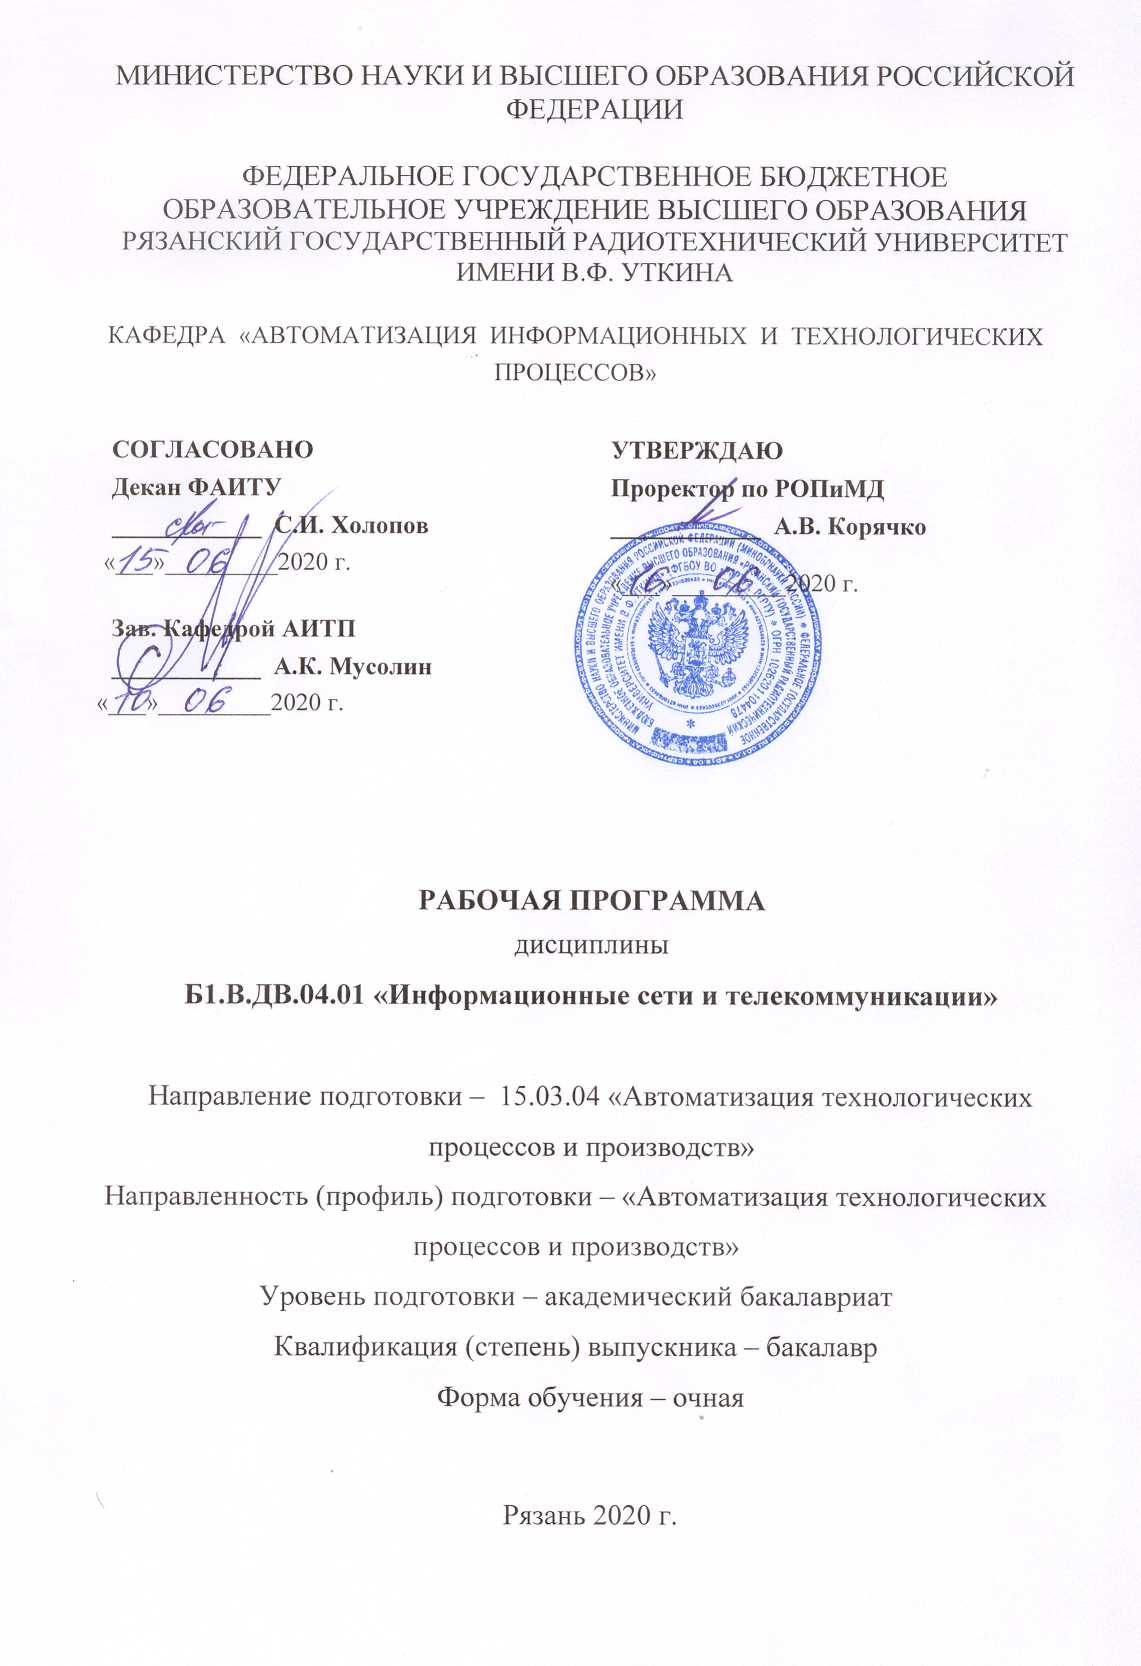 МИНИСТЕРСТВО НАУКИ И ВЫСШЕГО ОБРАЗОВАНИЯ РОССИЙСКОЙ
ФЕДЕРАЦИИ
ФЕДЕРАЛЬНОЕ ГОСУДАРСТВЕННОЕ БЮДЖЕТНОЕ
ОБРАЗОВАТЕЛЬНОЕ УЧРЕЖДЕНИЕ ВЫСШЕГО ОБРАЗОВАНИЯ
РЯЗАНСКИЙ ГОСУДАРСТВЕННЫЙ РАДИОТЕХНИЧЕСКИЙ УНИВЕРСИТЕТ
ИМЕНИ В.Ф. УТКИНА
КАФЕДРА «АВТОМАТИЗАЦИЯ ИНФОРМАЦИОННЫХ И ТЕХНОЛОГИЧЕСКИХ
ПРОЦЕССОВ»
СОГЛАСОВАНО
Декан ФАИТУ
С.И. Холопов
«15» 06 2020 г.
Зав. Кафедрой АИТП
А.К. Мусолин
«10» 06 2020 г.
УТВЕРЖДАЮ
Проректор по РОПиМД
А.В. Корячко
«16» 06 2020 г.
РАБОЧАЯ ПРОГРАММА
дисциплины
Б1.В.ДВ.04.01 «Информационные сети и телекоммуникации»
Направление подготовки – 15.03.04 «Автоматизация технологических
процессов и производств»
Направленность (профиль) подготовки – «Автоматизация технологических
процессов и производств»
Уровень подготовки – академический бакалавриат
Квалификация (степень) выпускника – бакалавр
Форма обучения – очная
Рязань 2020 г.